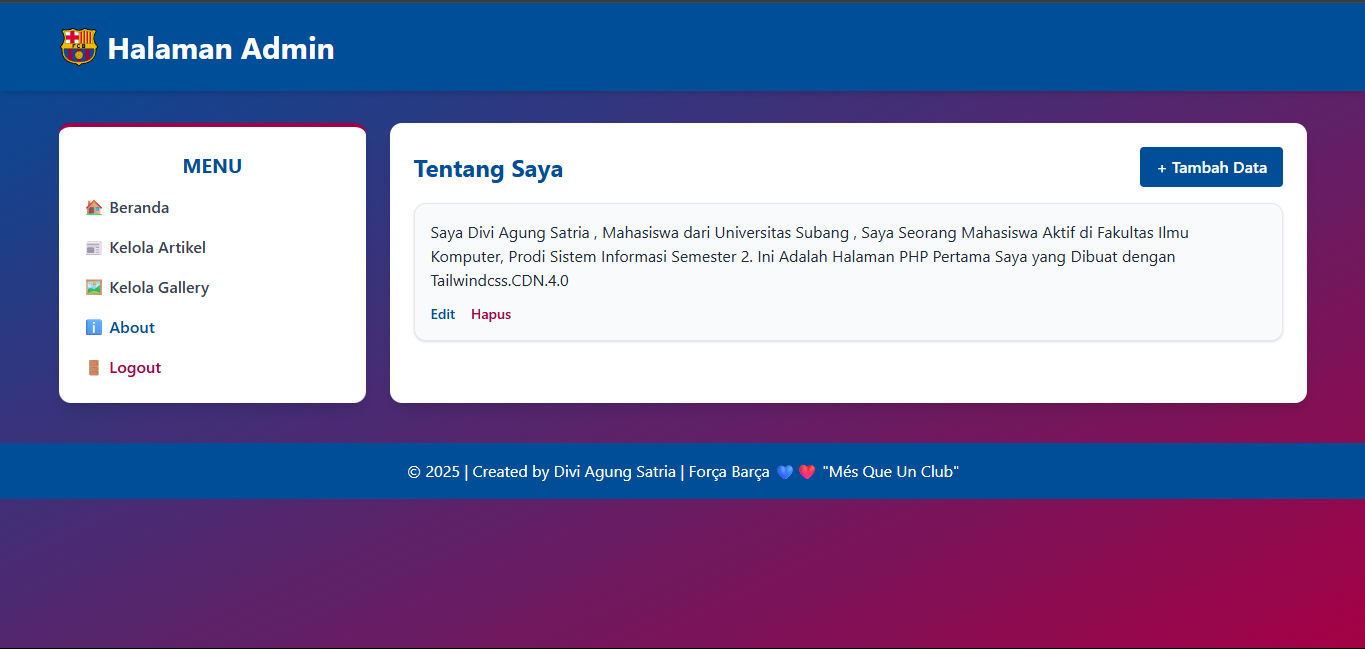 FCB
Halaman Admin
MENU
Beranda
Kelola Artikel
Kelola Gallery
About
Logout
Tentang Saya
+ Tambah Data
Saya Divi Agung Satria , Mahasiswa dari Universitas Subang , Saya Seorang Mahasiswa Aktif di Fakultas Ilmu
Komputer, Prodi Sistem Informasi Semester 2. Ini Adalah Halaman PHP Pertama Saya yang Dibuat dengan
Tailwindcss.CDN.4.0
Edit Hapus
© 2025 | Created by Divi Agung Satria | Força Barça 💙 ❤️ "Més Que Un Club"